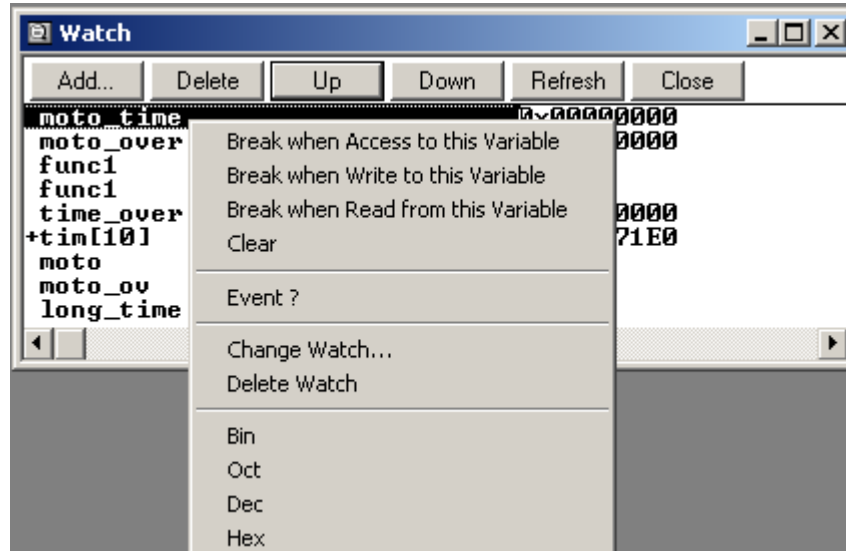 Watch
Add... Delete Up Down Refresh Close
moto_time 0x00000000
moto_over 0000
func1
func1
time_over 0000
+tim[10] 71E0
moto
moto_ov
long_time
Break when Access to this Variable
Break when Write to this Variable
Break when Read from this Variable
Clear
Event ?
Change Watch...
Delete Watch
Bin
Oct
Dec
Hex